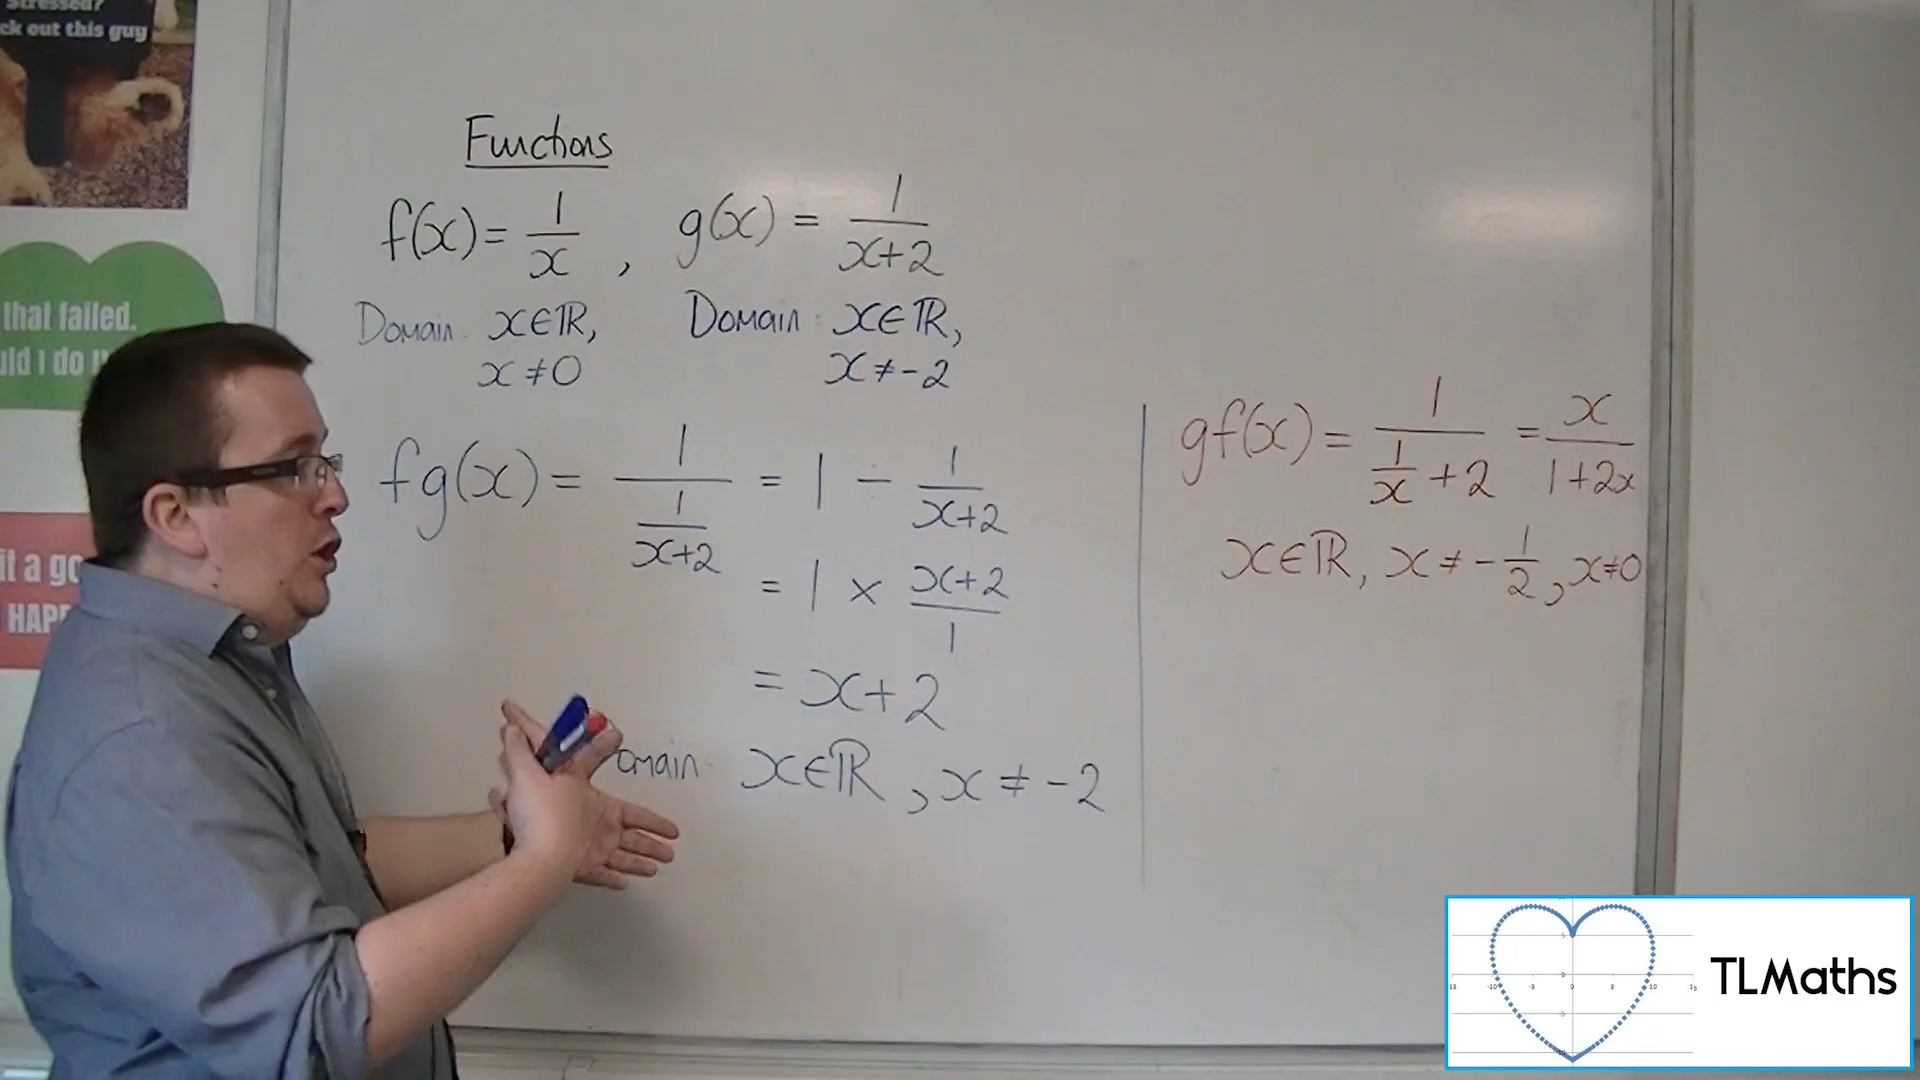 Stressed?
ck out this guy
that failed.
uld I do
it a go
HAPP
Functions
f(x) = 1/x , g(x) = 1/(x+2)
Domain: x∈ℝ, x≠0
Domain: x∈ℝ, x≠-2
fg(x) = 1/(1/(x+2)) = 1 ÷ 1/(x+2)
= 1 × (x+2)/1
= x+2
omain: x∈ℝ, x≠-2
gf(x) = 1/(1/x + 2) = x/(1+2x)
x∈ℝ, x≠-1/2, x≠0
TLMaths